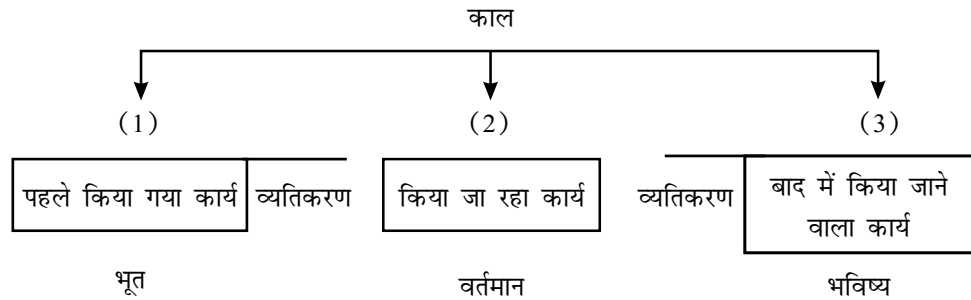 काल
(1) (2) (3)
पहले किया गया कार्य व्यतिकरण किया जा रहा कार्य व्यतिकरण बाद में किया जाने
वाला कार्य
भूत वर्तमान भविष्य